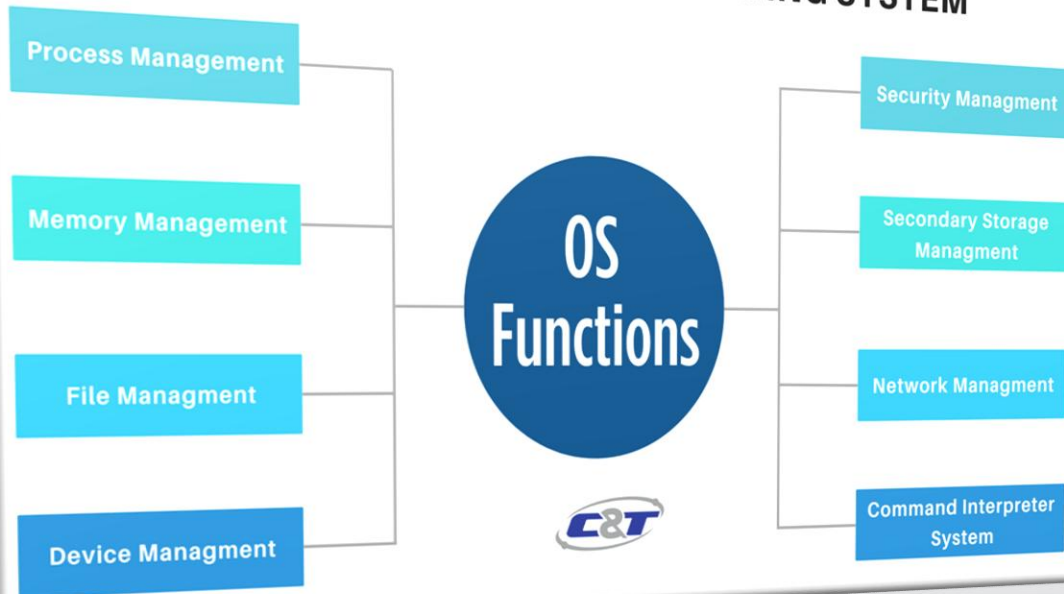 SYSTEM
Process Management
Memory Management
File Managment
Device Managment
OS
Functions
C&T
Security Managment
Secondary Storage
Managment
Network Managment
Command Interpreter
System